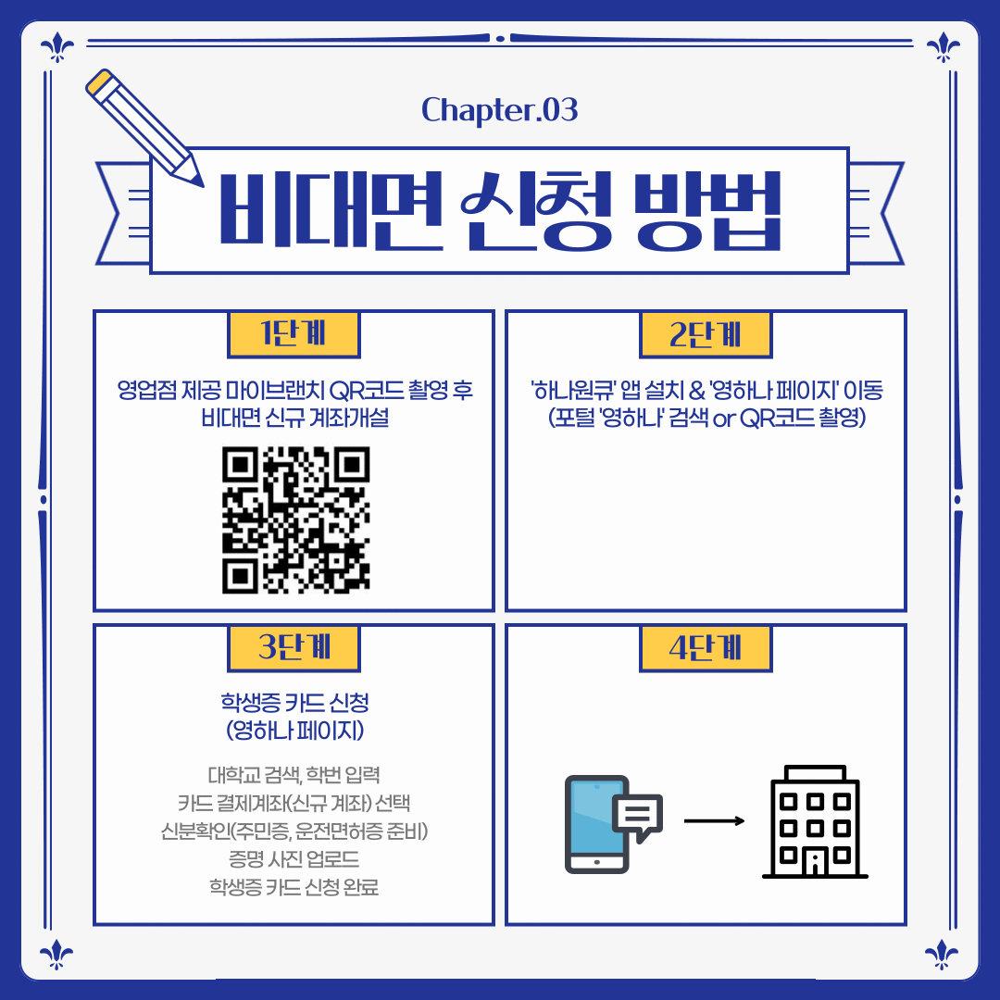 Chapter.03
비대면 신청 방법
1단계
영업점 제공 마이브랜치 QR코드 촬영 후
비대면 신규 계좌개설
2단계
'하나원큐' 앱 설치 & '영하나 페이지' 이동
(포털 '영하나' 검색 or QR코드 촬영)
3단계
학생증 카드 신청
(영하나 페이지)
대학교 검색, 학번 입력
카드 결제계좌(신규 계좌) 선택
신분확인(주민증, 운전면허증 준비)
증명 사진 업로드
학생증 카드 신청 완료
4단계